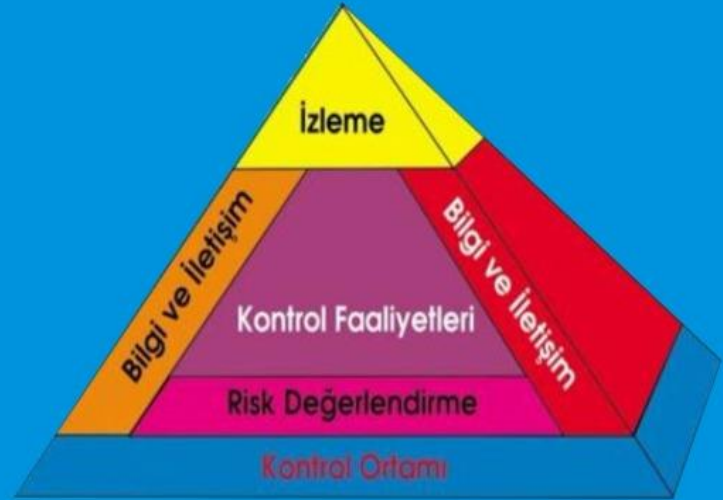 İzleme
Bilgi ve İletişim
Bilgi ve İletişim
Kontrol Faaliyetleri
Risk Değerlendirme
Kontrol Ortamı